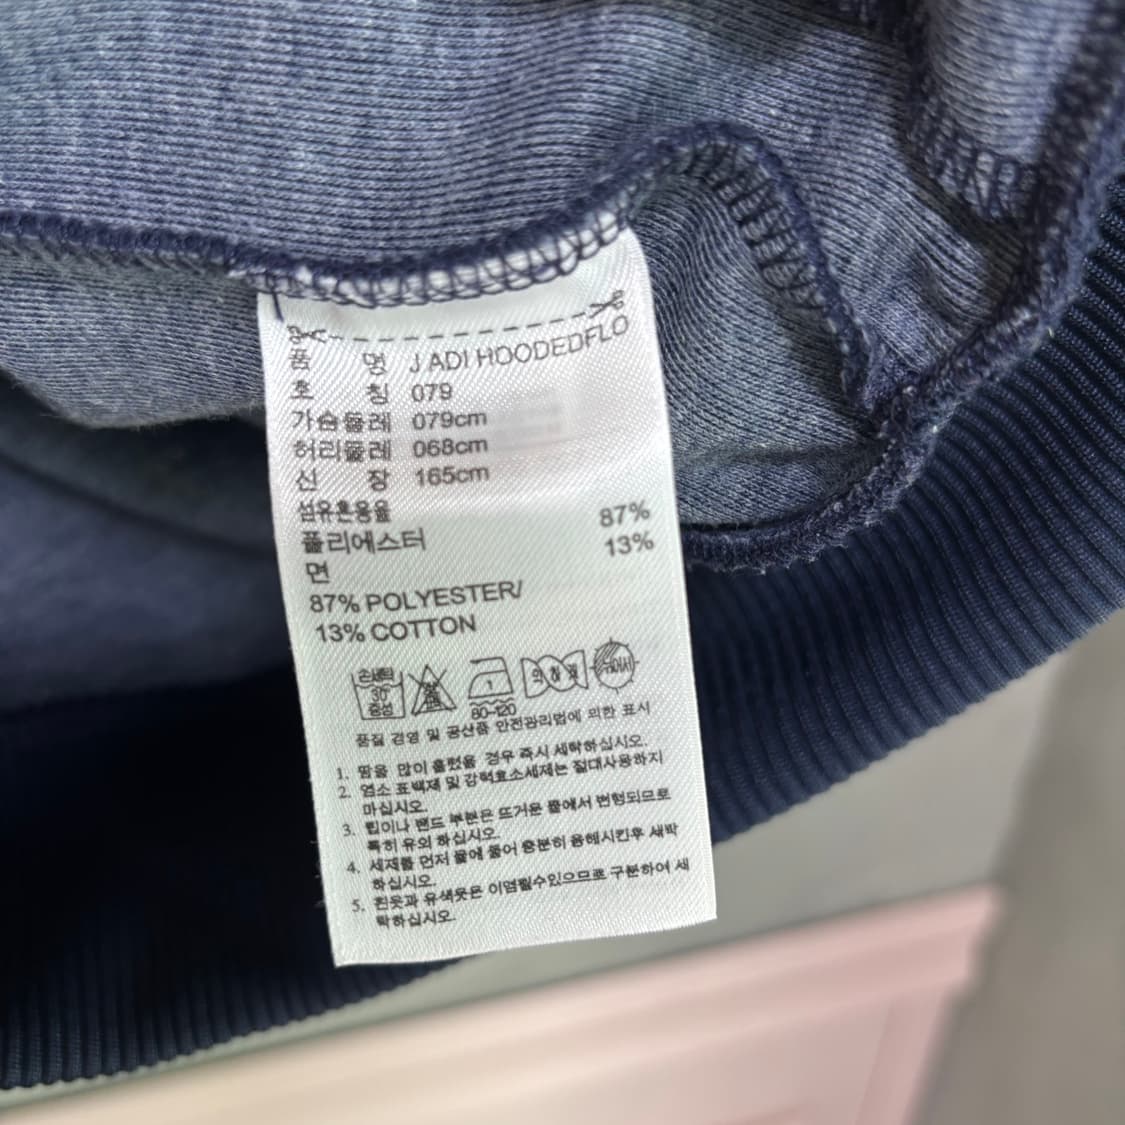 품 명 J ADI HOODEDFLO
호 칭 079
가슴둘레 079cm
허리둘레 068cm
신 장 165cm
섬유혼용율
폴리에스터 87%
면 13%
87% POLYESTER/
13% COTTON
손세탁 30° 중성
80~120
품질 경영 및 공산품 안전관리법에 의한 표시
1. 땀을 많이 흘렸을 경우 즉시 세탁하십시오.
2. 염소 표백제 및 강력효소세제는 절대사용하지
마십시오.
3. 힙이나 밴드 부분은 뜨거운 물에서 변형되므로
특히 유의 하십시오.
4. 세제를 먼저 물에 풀어 충분히 용해시킨후 세탁
하십시오.
5. 흰옷과 유색옷은 이염될수있으므로 구분하여 세
탁하십시오.